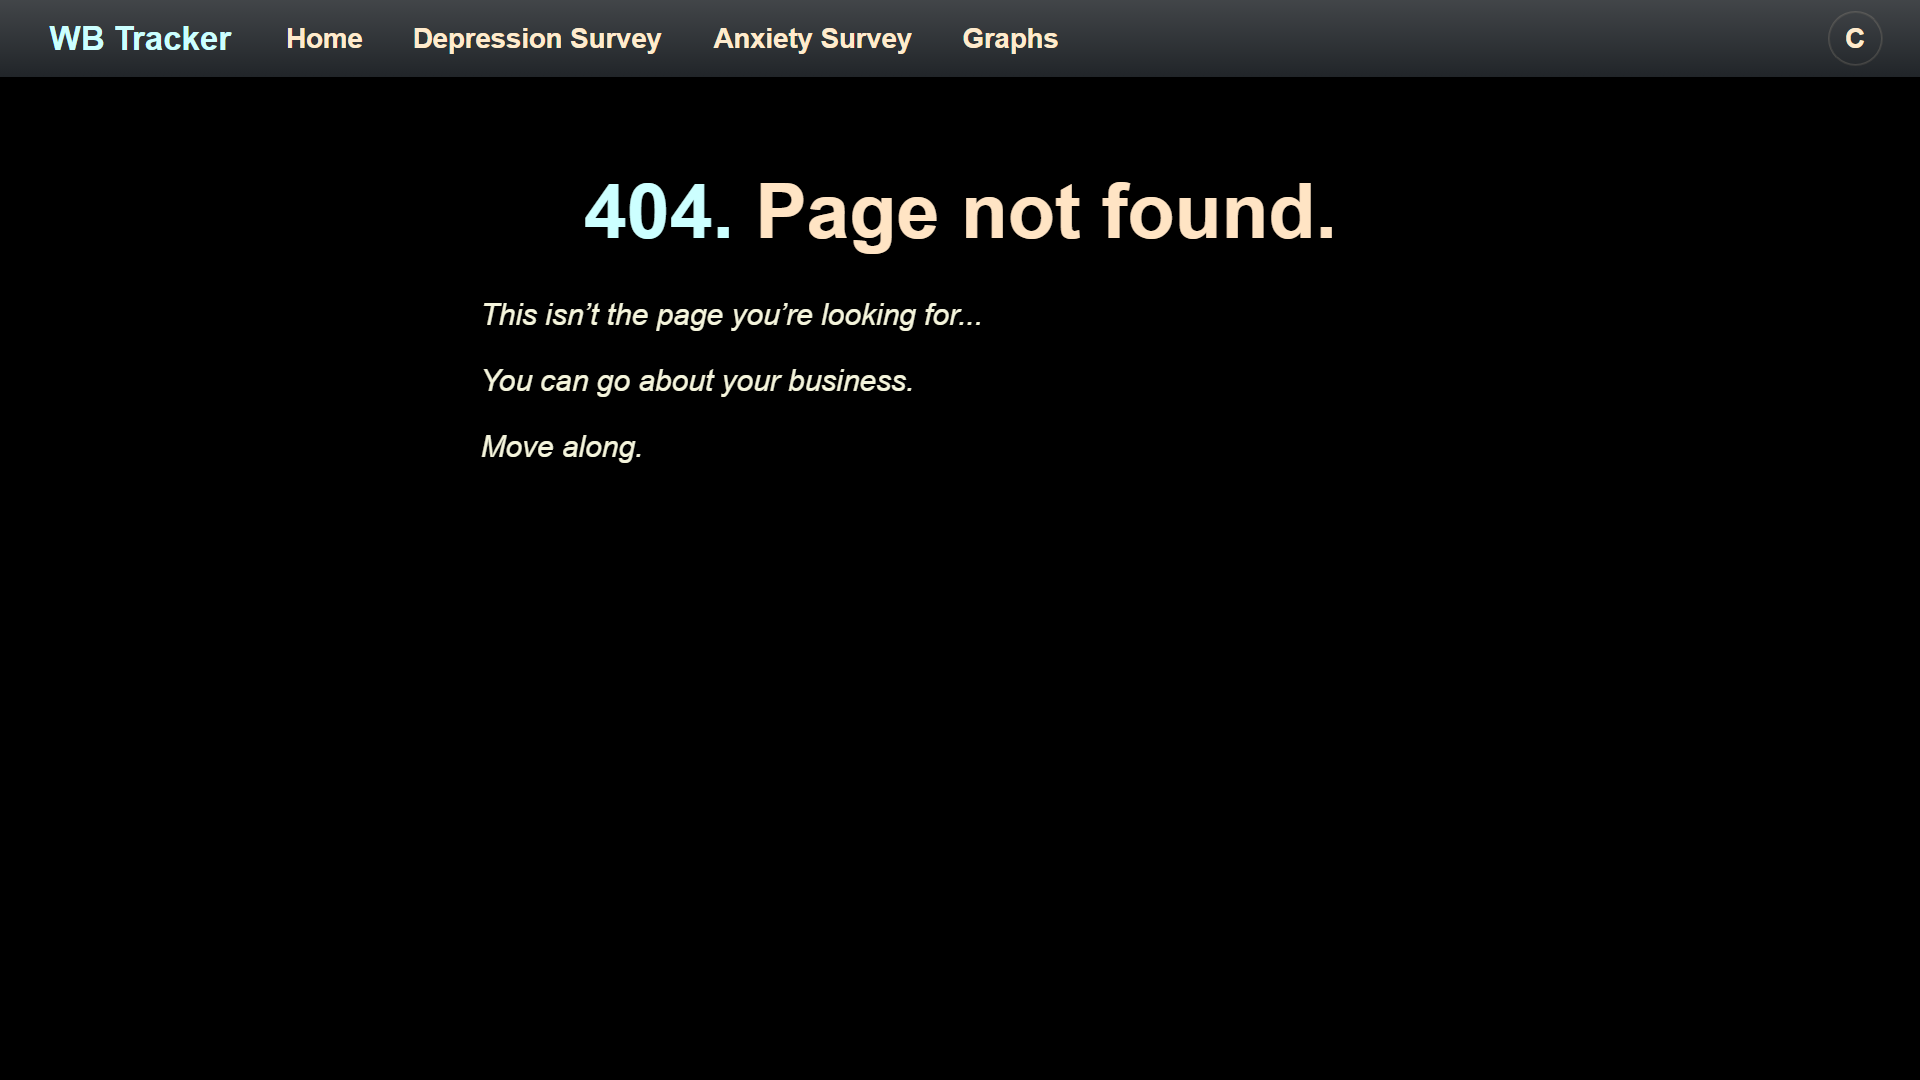 WB Tracker Home Depression Survey Anxiety Survey Graphs C
404. Page not found.
This isn’t the page you’re looking for...
You can go about your business.
Move along.